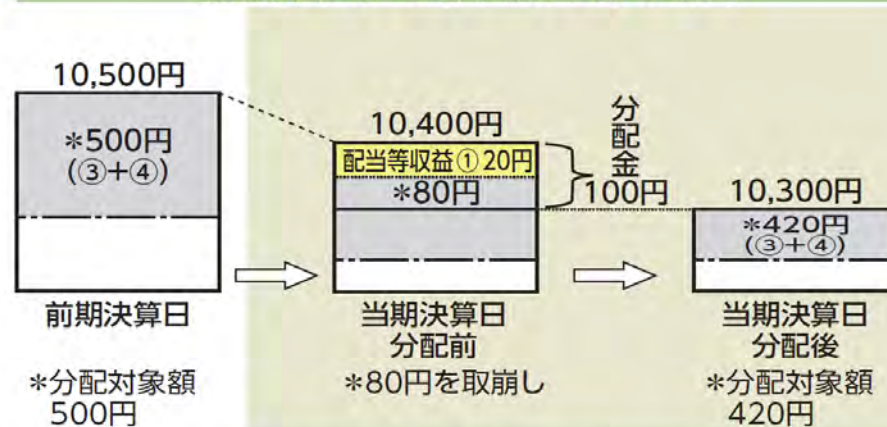 10,500円
*500円
(③+④)
前期決算日
*分配対象額
500円
10,400円
配当等収益① 20円
*80円
分配金
100円
当期決算日
分配前
*80円を取崩し
10,300円
*420円
(③+④)
当期決算日
分配後
*分配対象額
420円